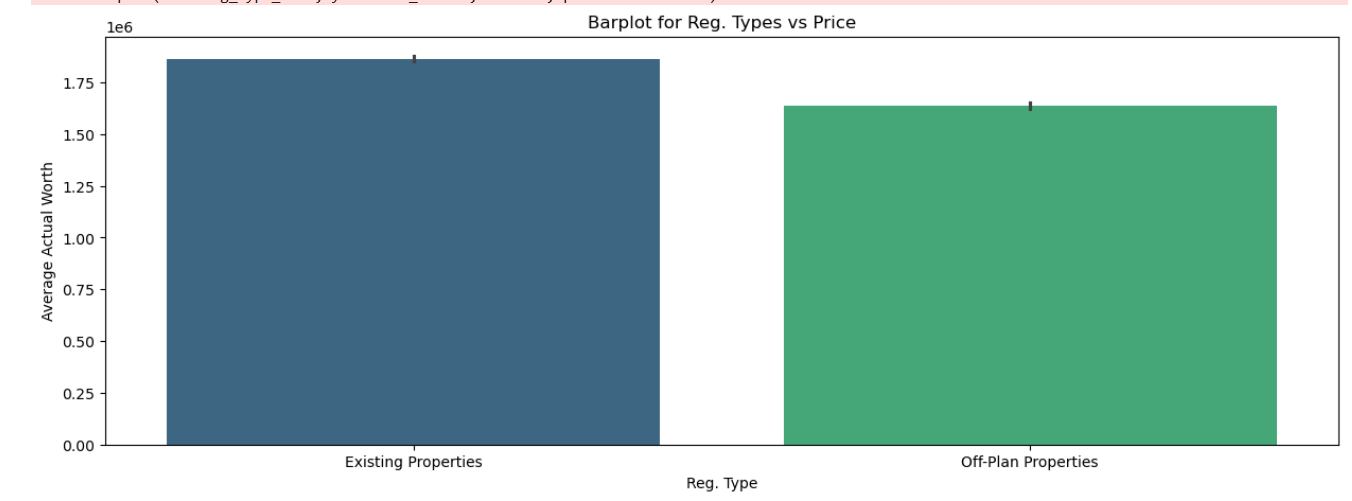 1e6
Barplot for Reg. Types vs Price
1.75
1.50
1.25
1.00
0.75
0.50
0.25
0.00
Average Actual Worth
Existing Properties
Off-Plan Properties
Reg. Type